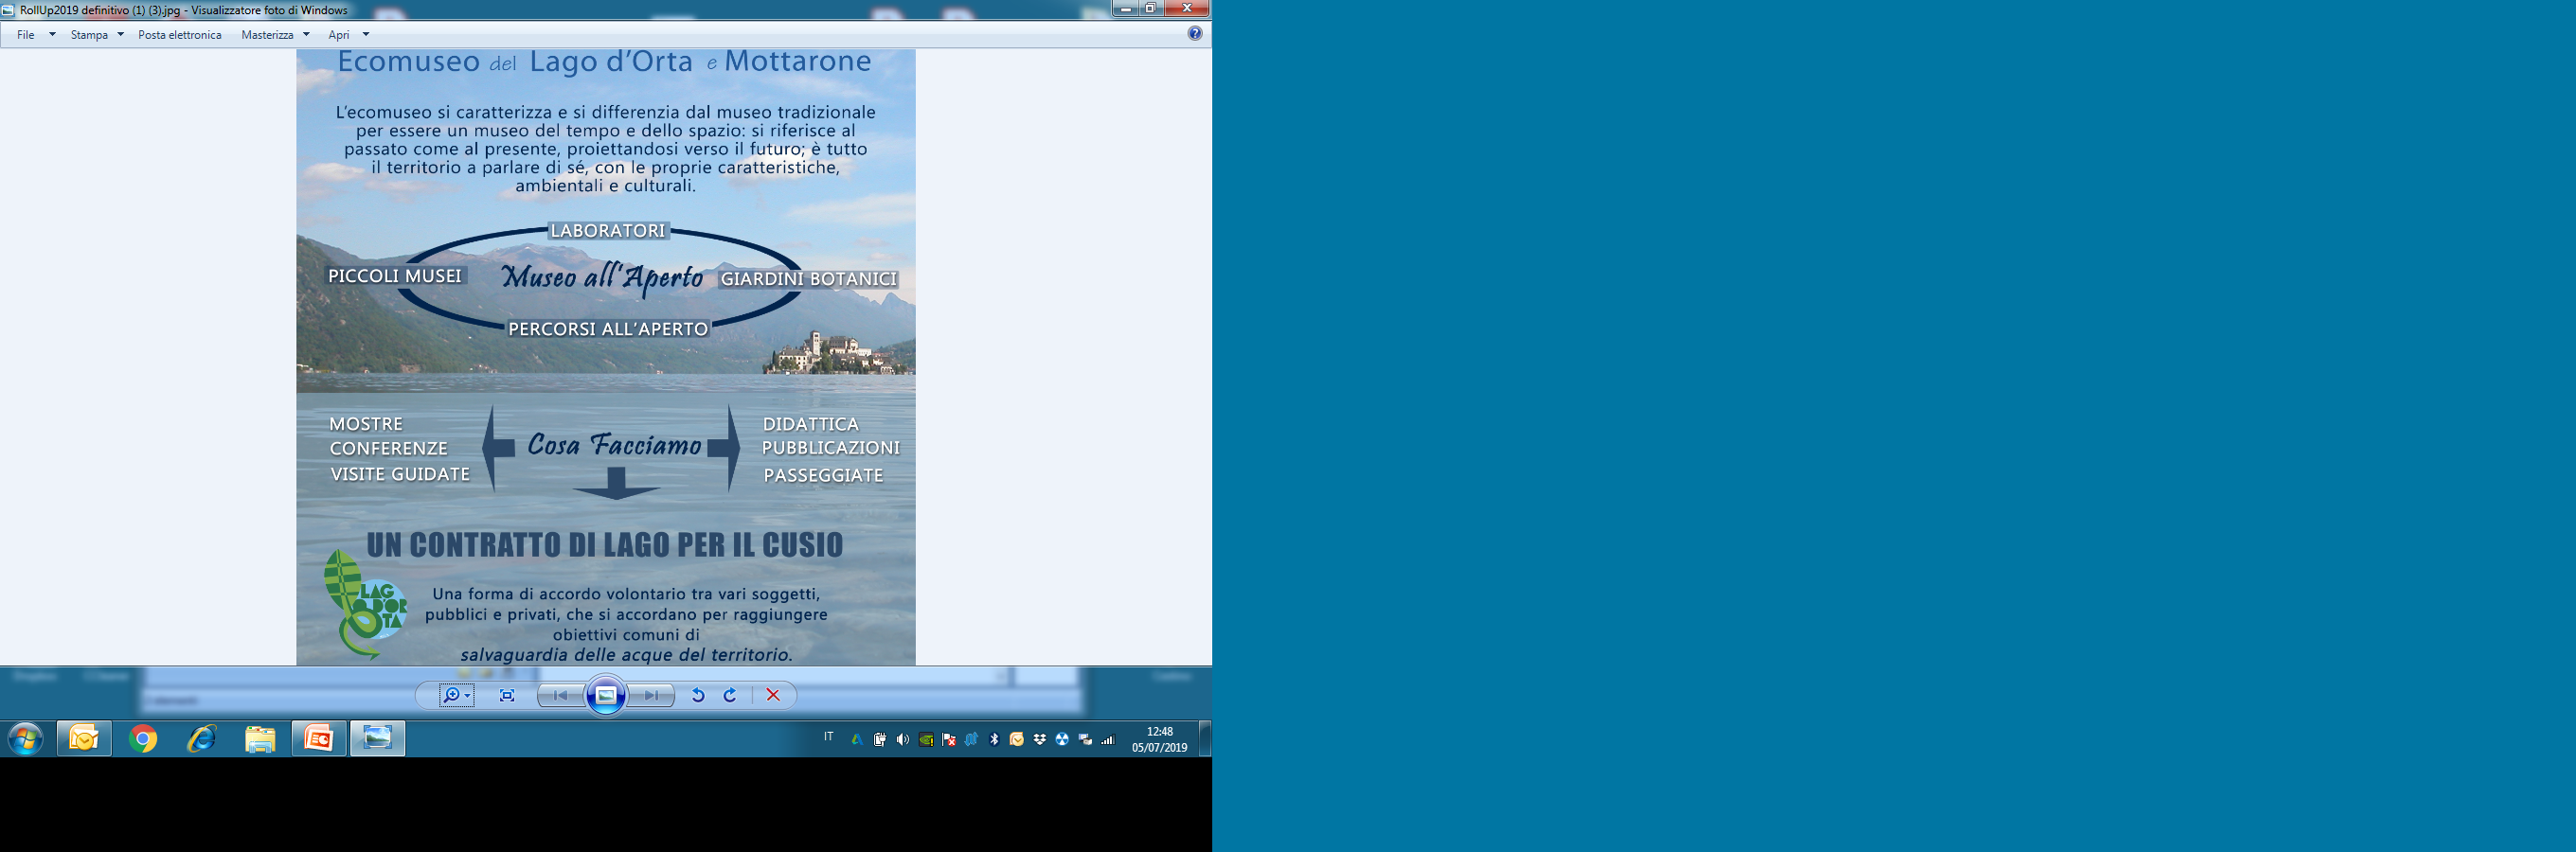 RollUp2019 definitivo (1) (3).jpg - Visualizzatore foto di Windows
File Stampa Posta elettronica Masterizza Apri
Ecomuseo del Lago d'Orta e Mottarone
L'ecomuseo si caratterizza e si differenzia dal museo tradizionale
per essere un museo del tempo e dello spazio: si riferisce al
passato come al presente, proiettandosi verso il futuro; è tutto
il territorio a parlare di sé, con le proprie caratteristiche,
ambientali e culturali.
LABORATORI
PICCOLI MUSEI
Museo all'Aperto
GIARDINI BOTANICI
PERCORSI ALL'APERTO
MOSTRE
CONFERENZE
VISITE GUIDATE
Cosa Facciamo
DIDATTICA
PUBBLICAZIONI
PASSEGGIATE
UN CONTRATTO DI LAGO PER IL CUSIO
LAG
O D'OR
TA
Una forma di accordo volontario tra vari soggetti,
pubblici e privati, che si accordano per raggiungere
obiettivi comuni di
salvaguardia delle acque del territorio.
IT
12:48
05/07/2019